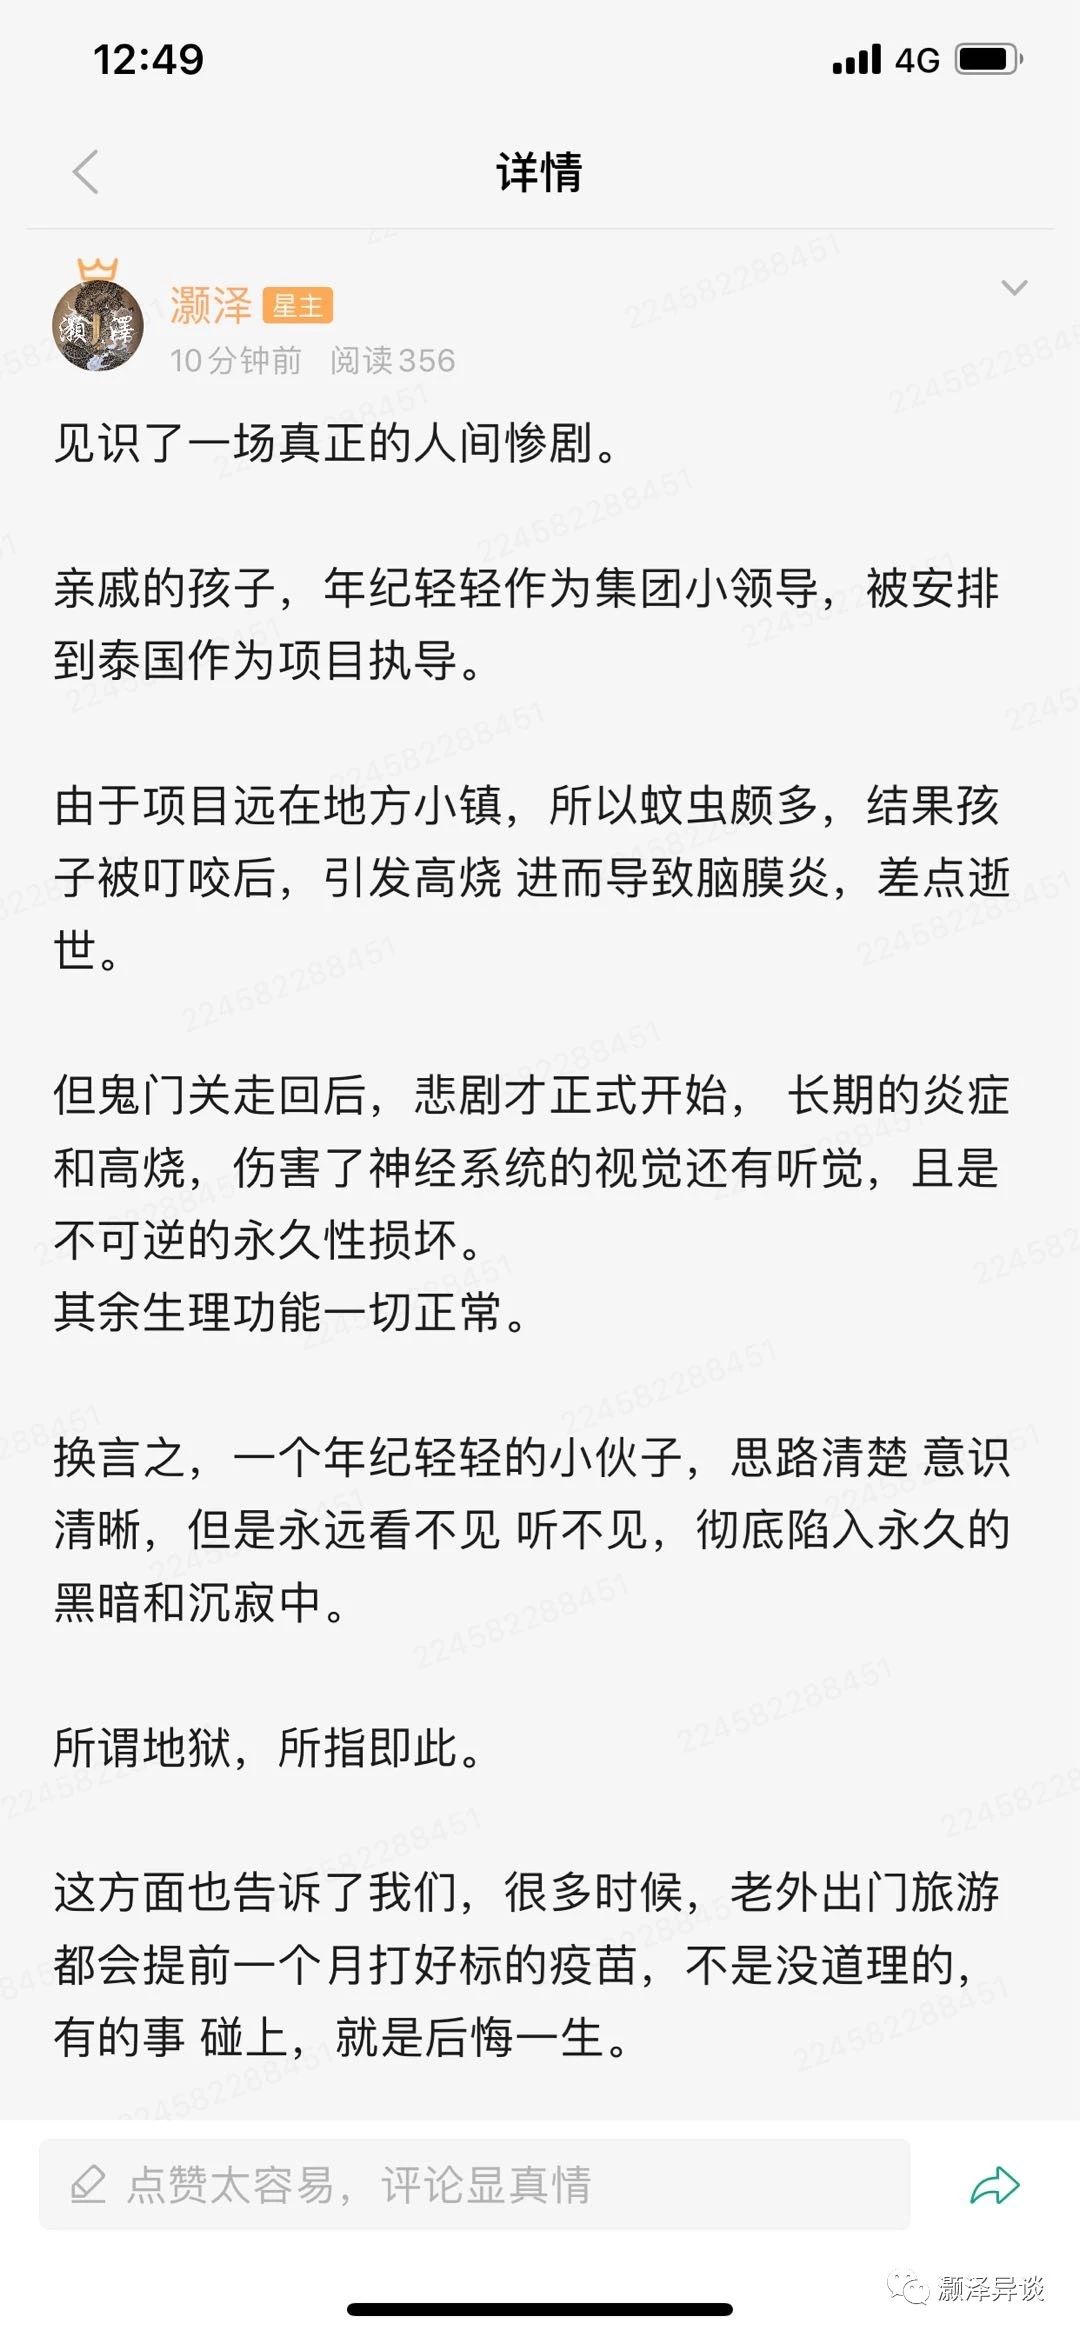 12:49
4G
详情
灏泽 星主
10分钟前 阅读356
见识了一场真正的人间惨剧。
亲戚的孩子，年纪轻轻作为集团小领导，被安排
到泰国作为项目执导。
由于项目远在地方小镇，所以蚊虫颇多，结果孩
子被叮咬后，引发高烧 进而导致脑膜炎，差点逝
世。
但鬼门关走回后，悲剧才正式开始， 长期的炎症
和高烧，伤害了神经系统的视觉还有听觉，且是
不可逆的永久性损坏。
其余生理功能一切正常。
换言之，一个年纪轻轻的小伙子，思路清楚 意识
清晰，但是永远看不见 听不见，彻底陷入永久的
黑暗和沉寂中。
所谓地狱，所指即此。
这方面也告诉了我们，很多时候，老外出门旅游
都会提前一个月打好标的疫苗，不是没道理的，
有的事 碰上，就是后悔一生。
点赞太容易，评论显真情
灏泽异谈
224582288451